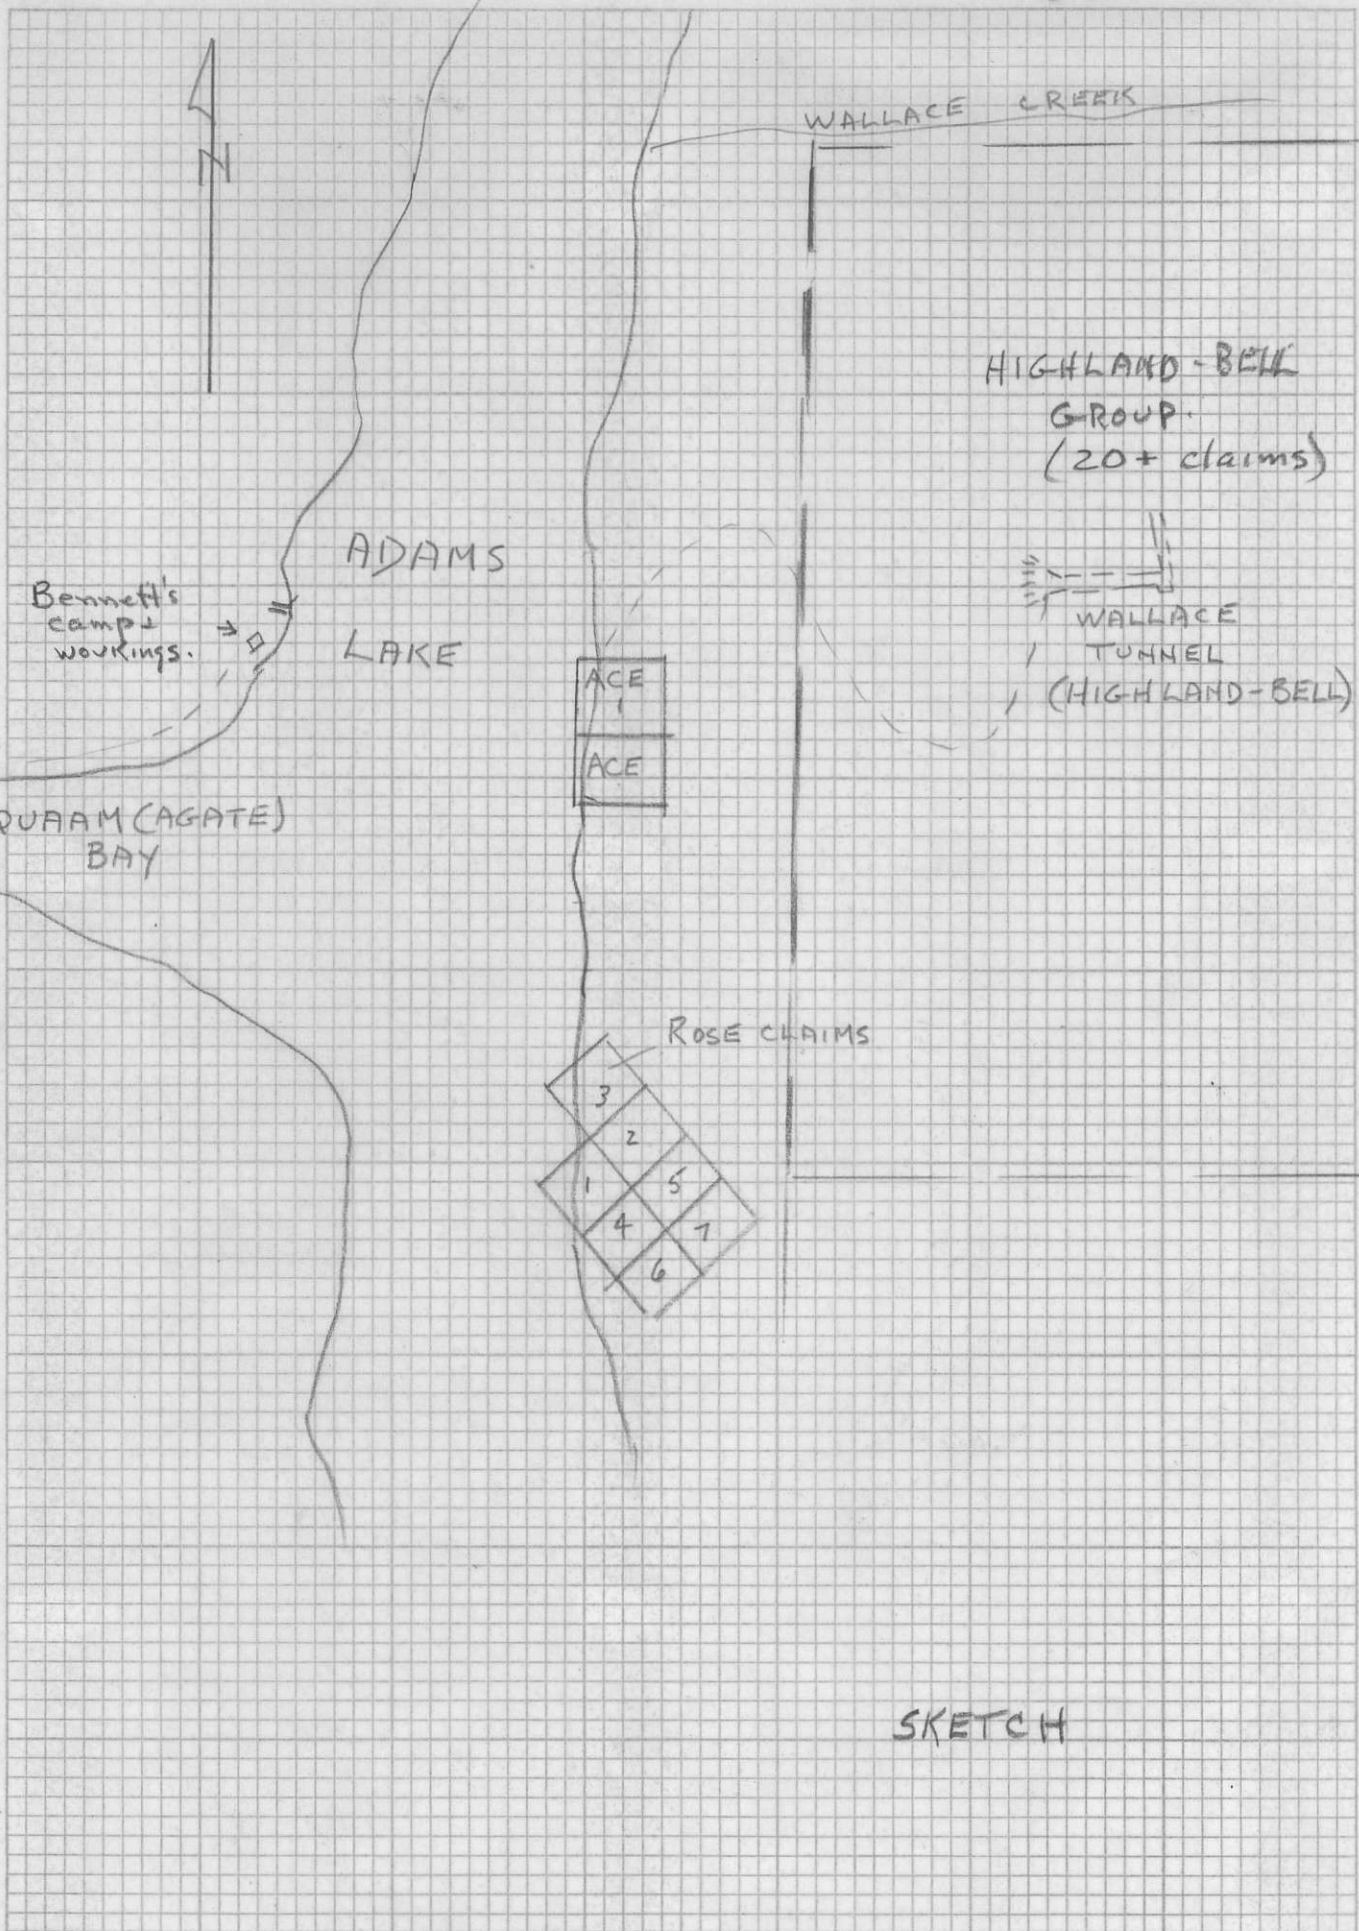 N
WALLACE CREEK
HIGHLAND-BELL
GROUP.
(20+ claims)
ADAMS
LAKE
Bennett's
camp +
workings.
WALLACE
TUNNEL
(HIGHLAND-BELL)
ACE
1
ACE
QUAAM (AGATE)
BAY
ROSE CLAIMS
3
2
1
5
4
7
6
SKETCH